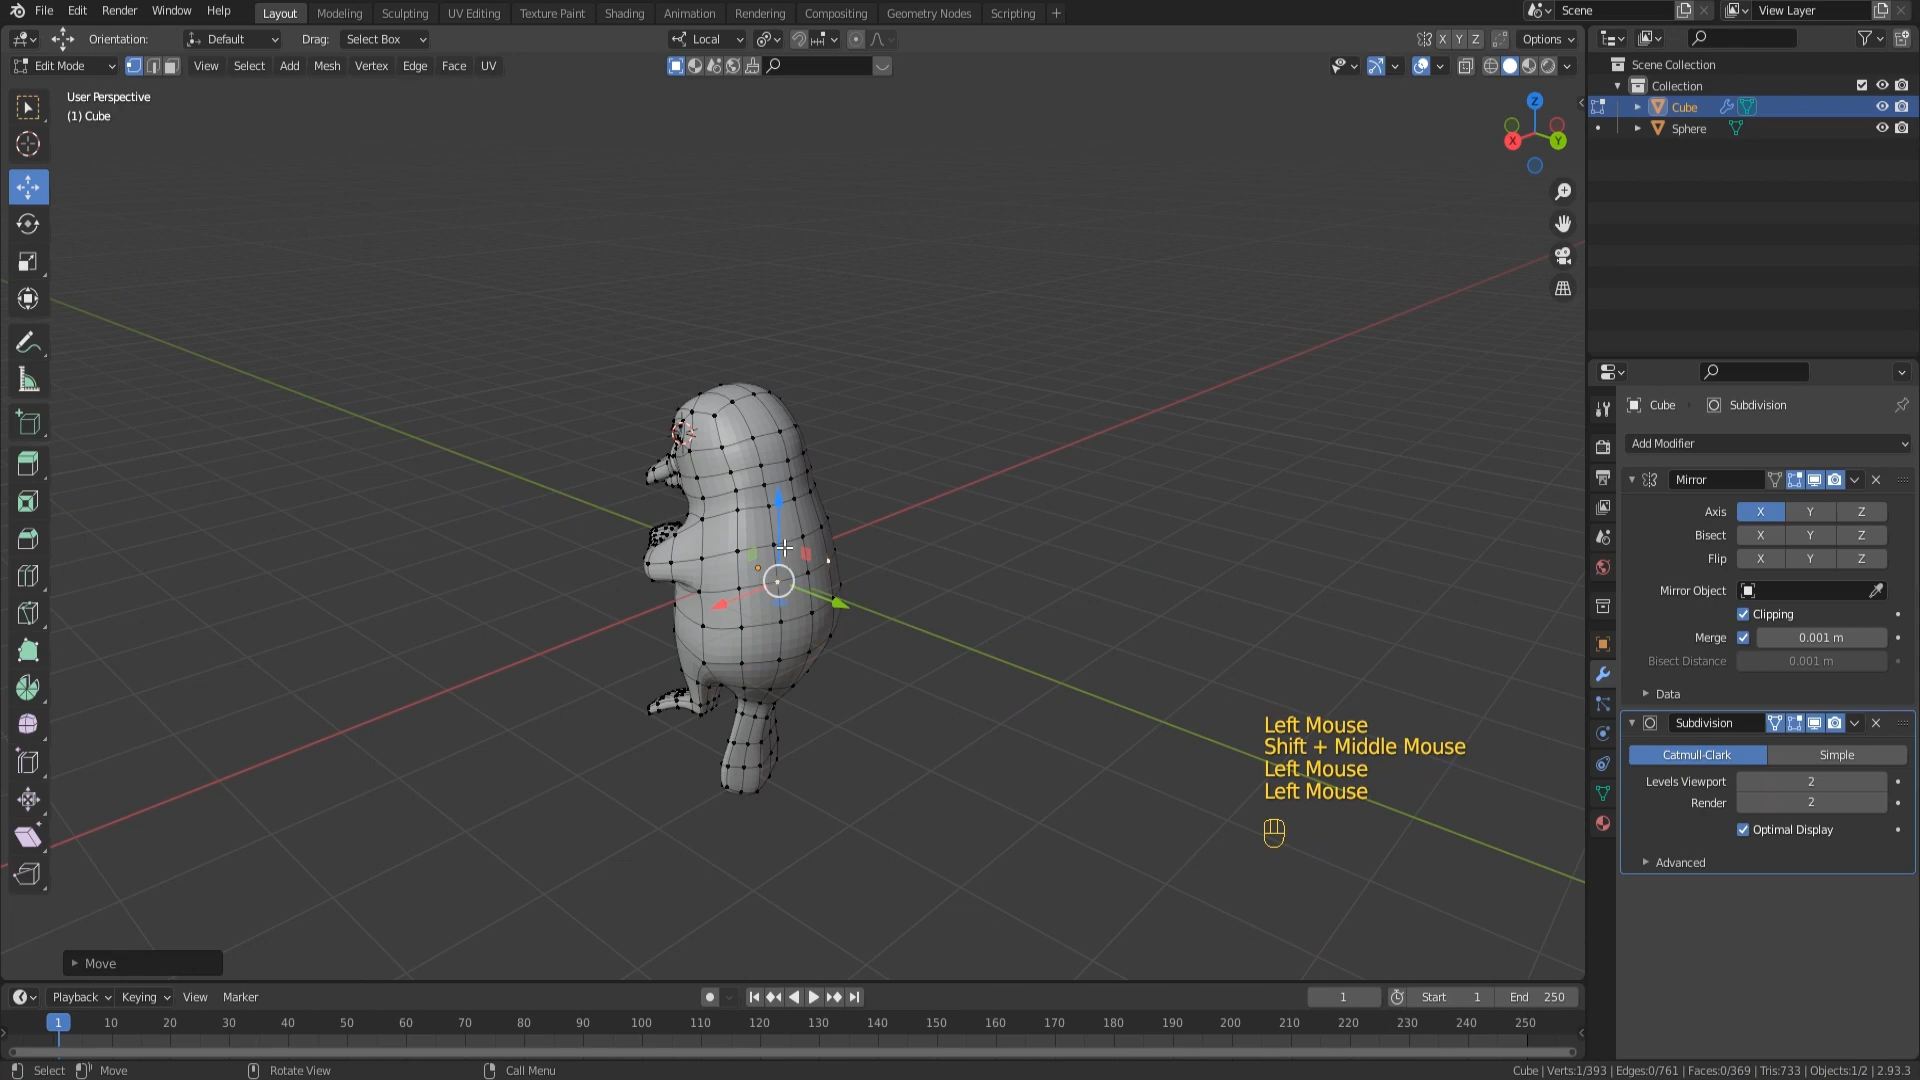 File Edit Render Window Help Layout Modeling Sculpting UV Editing Texture Paint Shading Animation Rendering Compositing Geometry Nodes Scripting + Scene View Layer
Orientation: Default Drag: Select Box Local X Y Z Options
Edit Mode View Select Add Mesh Vertex Edge Face UV
User Perspective
(1) Cube
Z
X
Y
Scene Collection
Collection
Cube
Sphere
Cube Subdivision
Add Modifier
Mirror
Axis X Y Z
Bisect X Y Z
Flip X Y Z
Mirror Object
Clipping
Merge 0.001 m
Bisect Distance 0.001 m
Data
Subdivision
Catmull-Clark Simple
Levels Viewport 2
Render 2
Optimal Display
Advanced
Left Mouse
Shift + Middle Mouse
Left Mouse
Left Mouse
Move
Playback Keying View Marker 1 Start 1 End 250
1 10 20 30 40 50 60 70 80 90 100 110 120 130 140 150 160 170 180 190 200 210 220 230 240 250
Select Move Rotate View Call Menu Cube | Verts:1/393 | Edges:0/761 | Faces:0/369 | Tris:733 | Objects:1/2 | 2.93.3